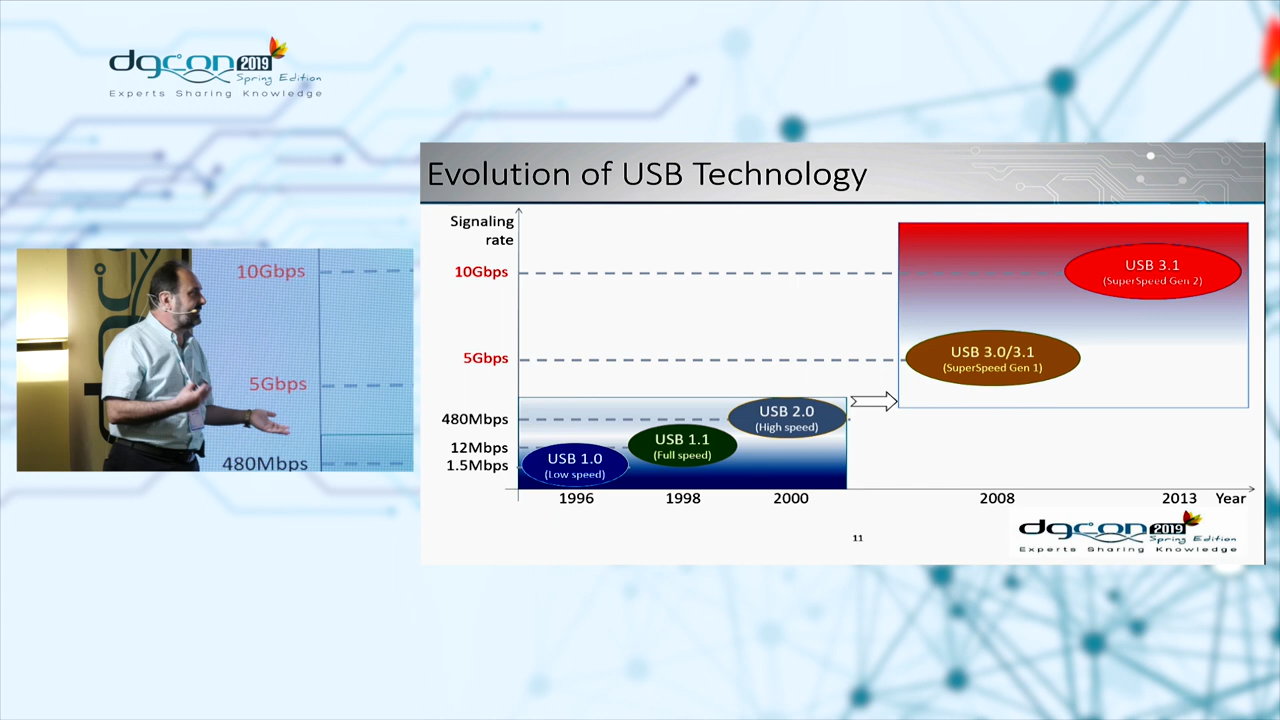 dgcon 2019
Spring Edition
Experts Sharing Knowledge
10Gbps
5Gbps
480Mbps
Evolution of USB Technology
Signaling
rate
10Gbps
5Gbps
480Mbps
12Mbps
1.5Mbps
USB 3.1
(SuperSpeed Gen 2)
USB 3.0/3.1
(SuperSpeed Gen 1)
USB 2.0
(High speed)
USB 1.1
(Full speed)
USB 1.0
(Low speed)
1996 1998 2000 2008 2013 Year
11
dgcon 2019
Spring Edition
Experts Sharing Knowledge